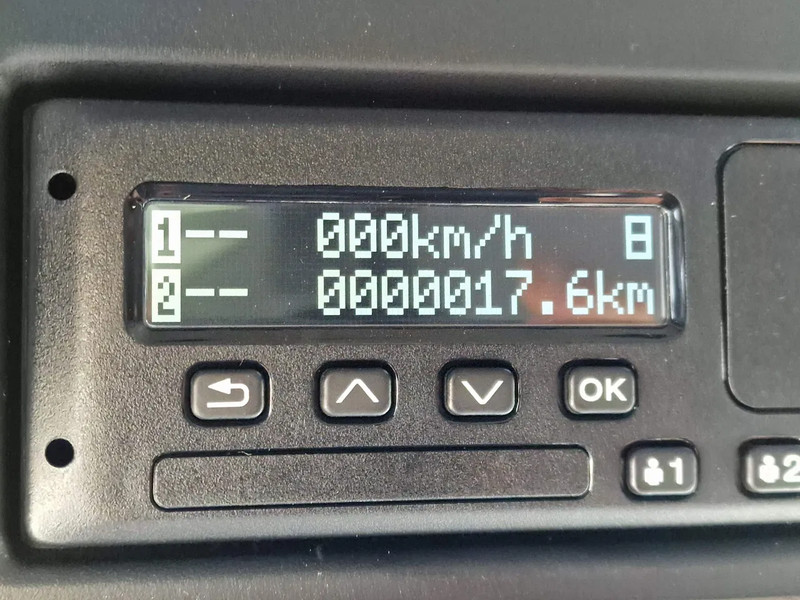 1-- 000km/h 8
2-- 0000017.6km
OK
1 2